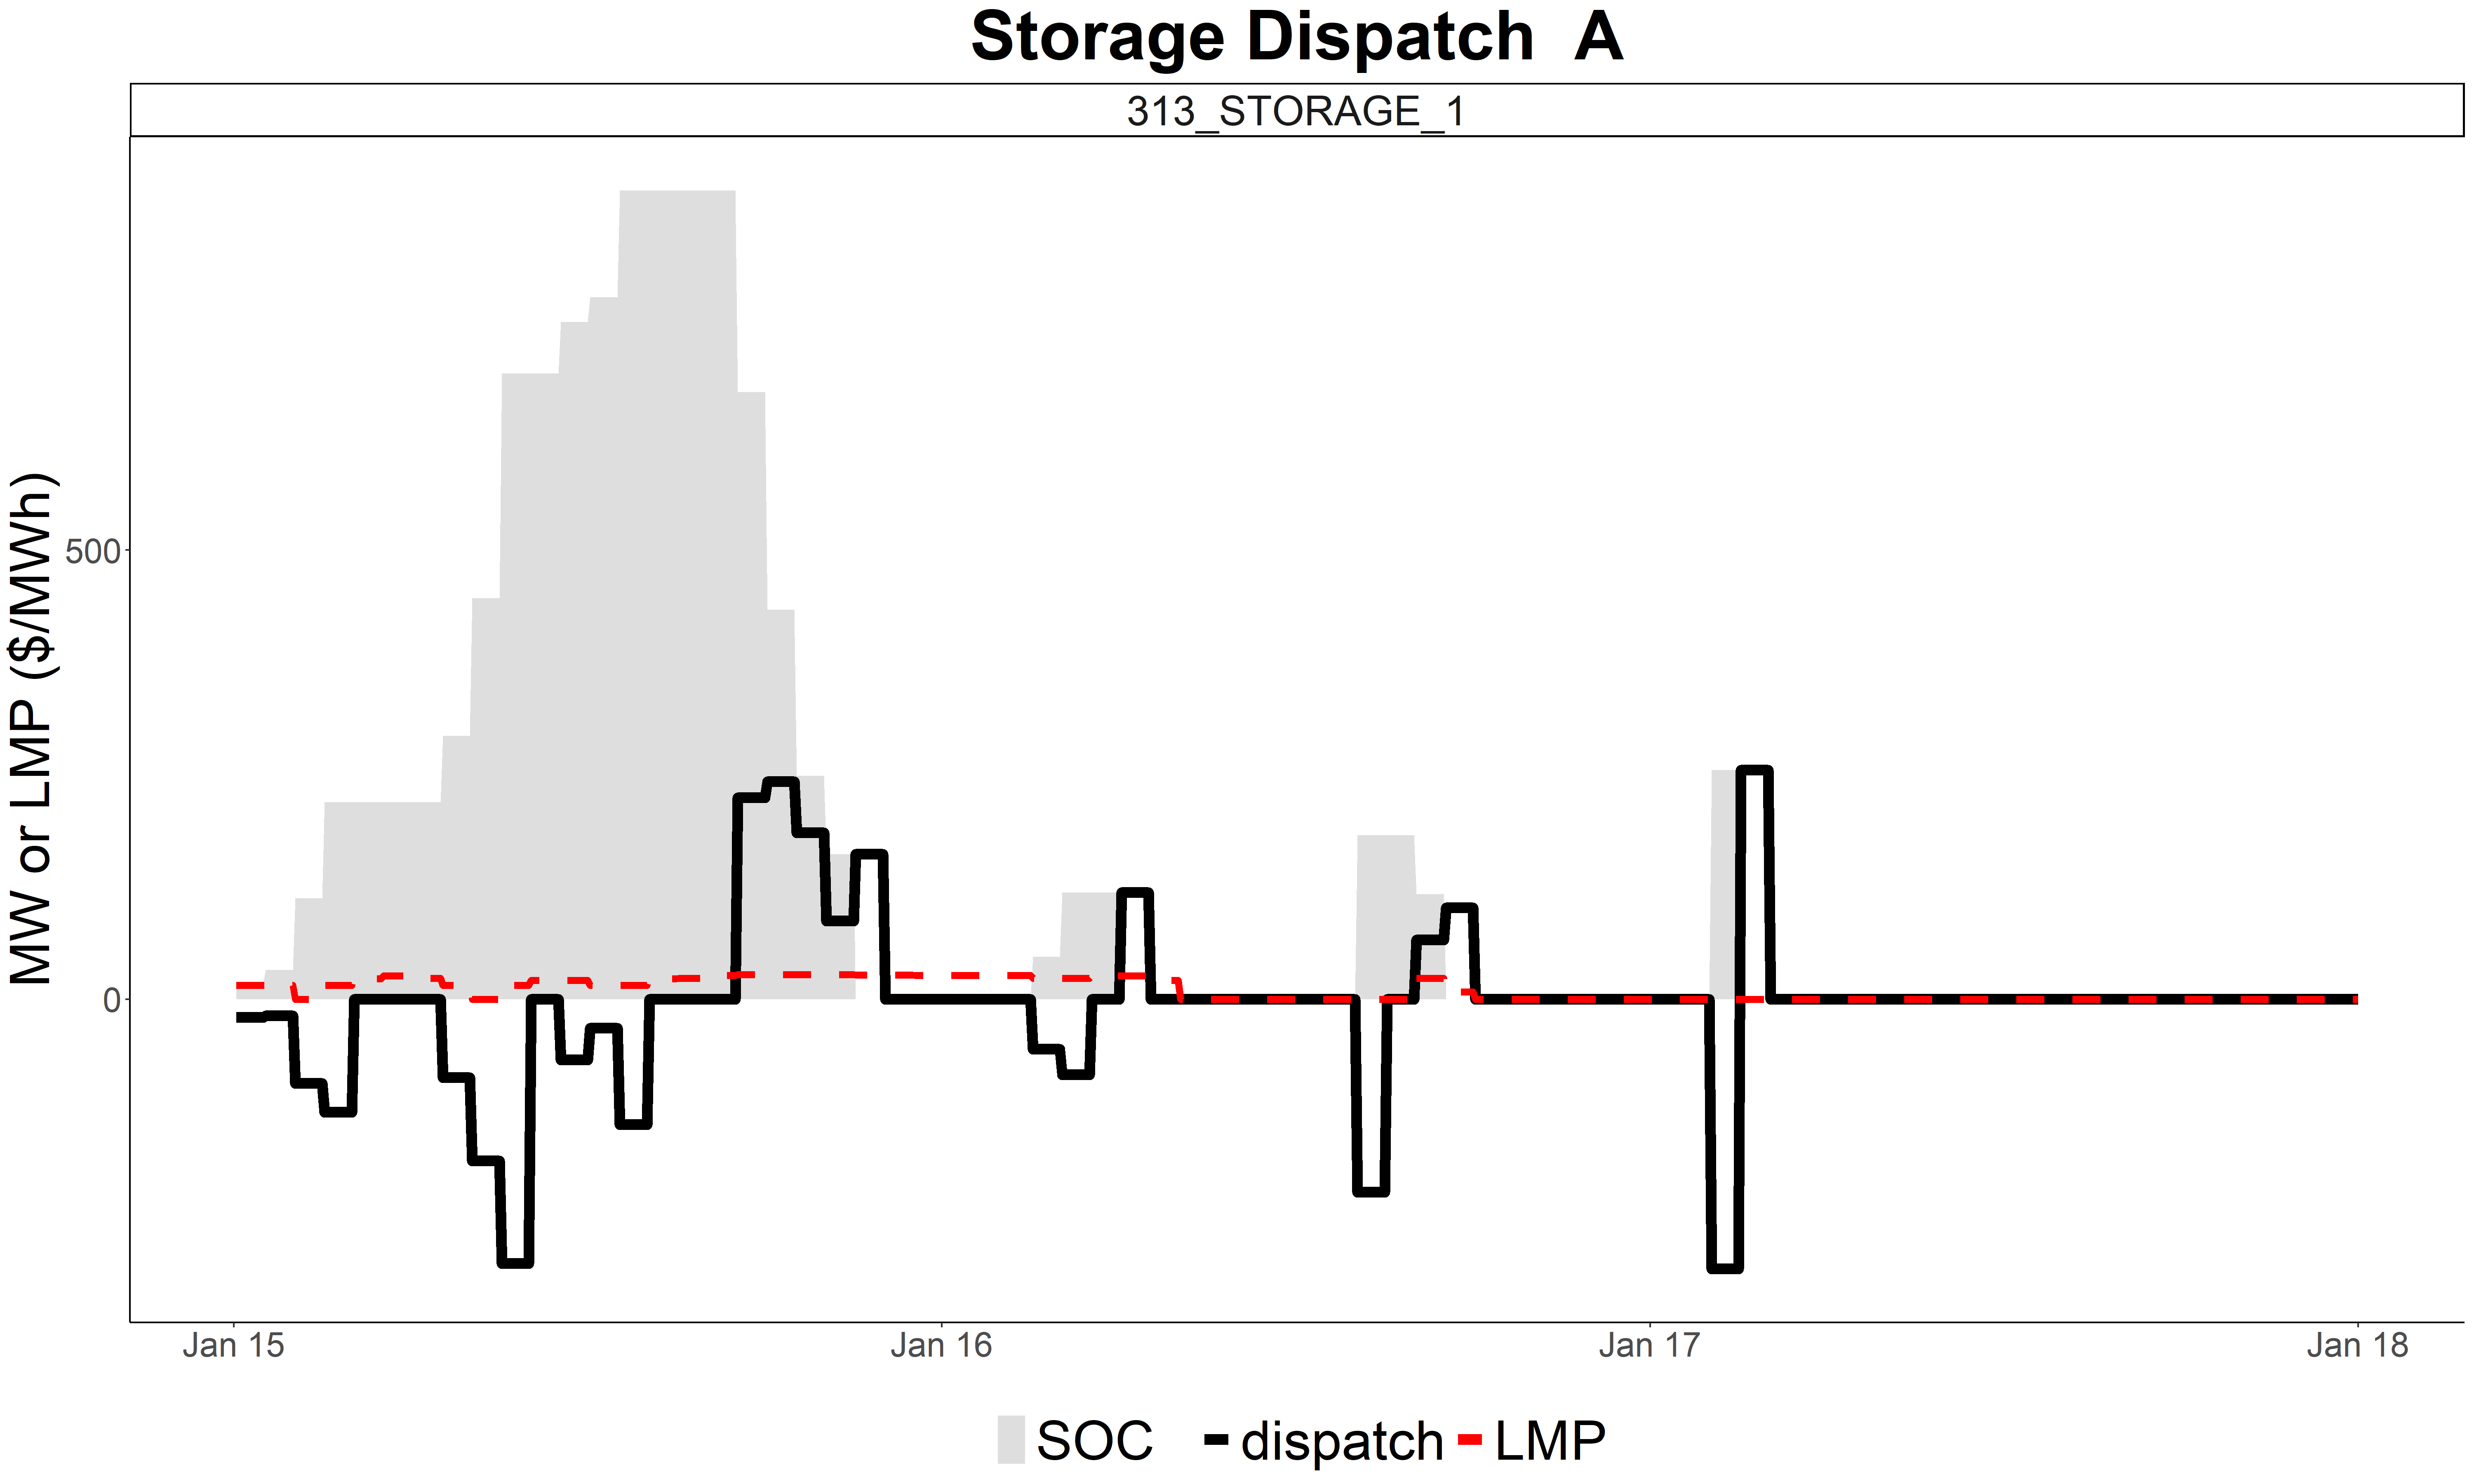 Storage Dispatch  A
313_STORAGE_1
MW or LMP ($/MWh)
500
0
Jan 15
Jan 16
Jan 17
Jan 18
SOC
dispatch
LMP